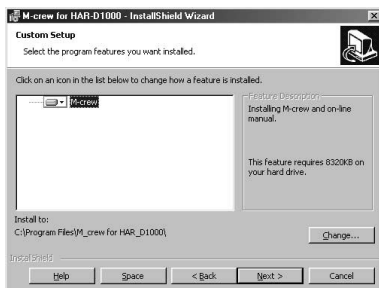 M-crew for HAR-D1000 - InstallShield Wizard
Custom Setup
Select the program features you want installed.
Click on an icon in the list below to change how a feature is installed.
M-crew
Feature Description
Installing M-crew and on-line
manual.
This feature requires 8320KB on
your hard drive.
Install to:
C:\Program Files\M_crew for HAR_D1000\
Change...
InstallShield
Help Space < Back Next > Cancel